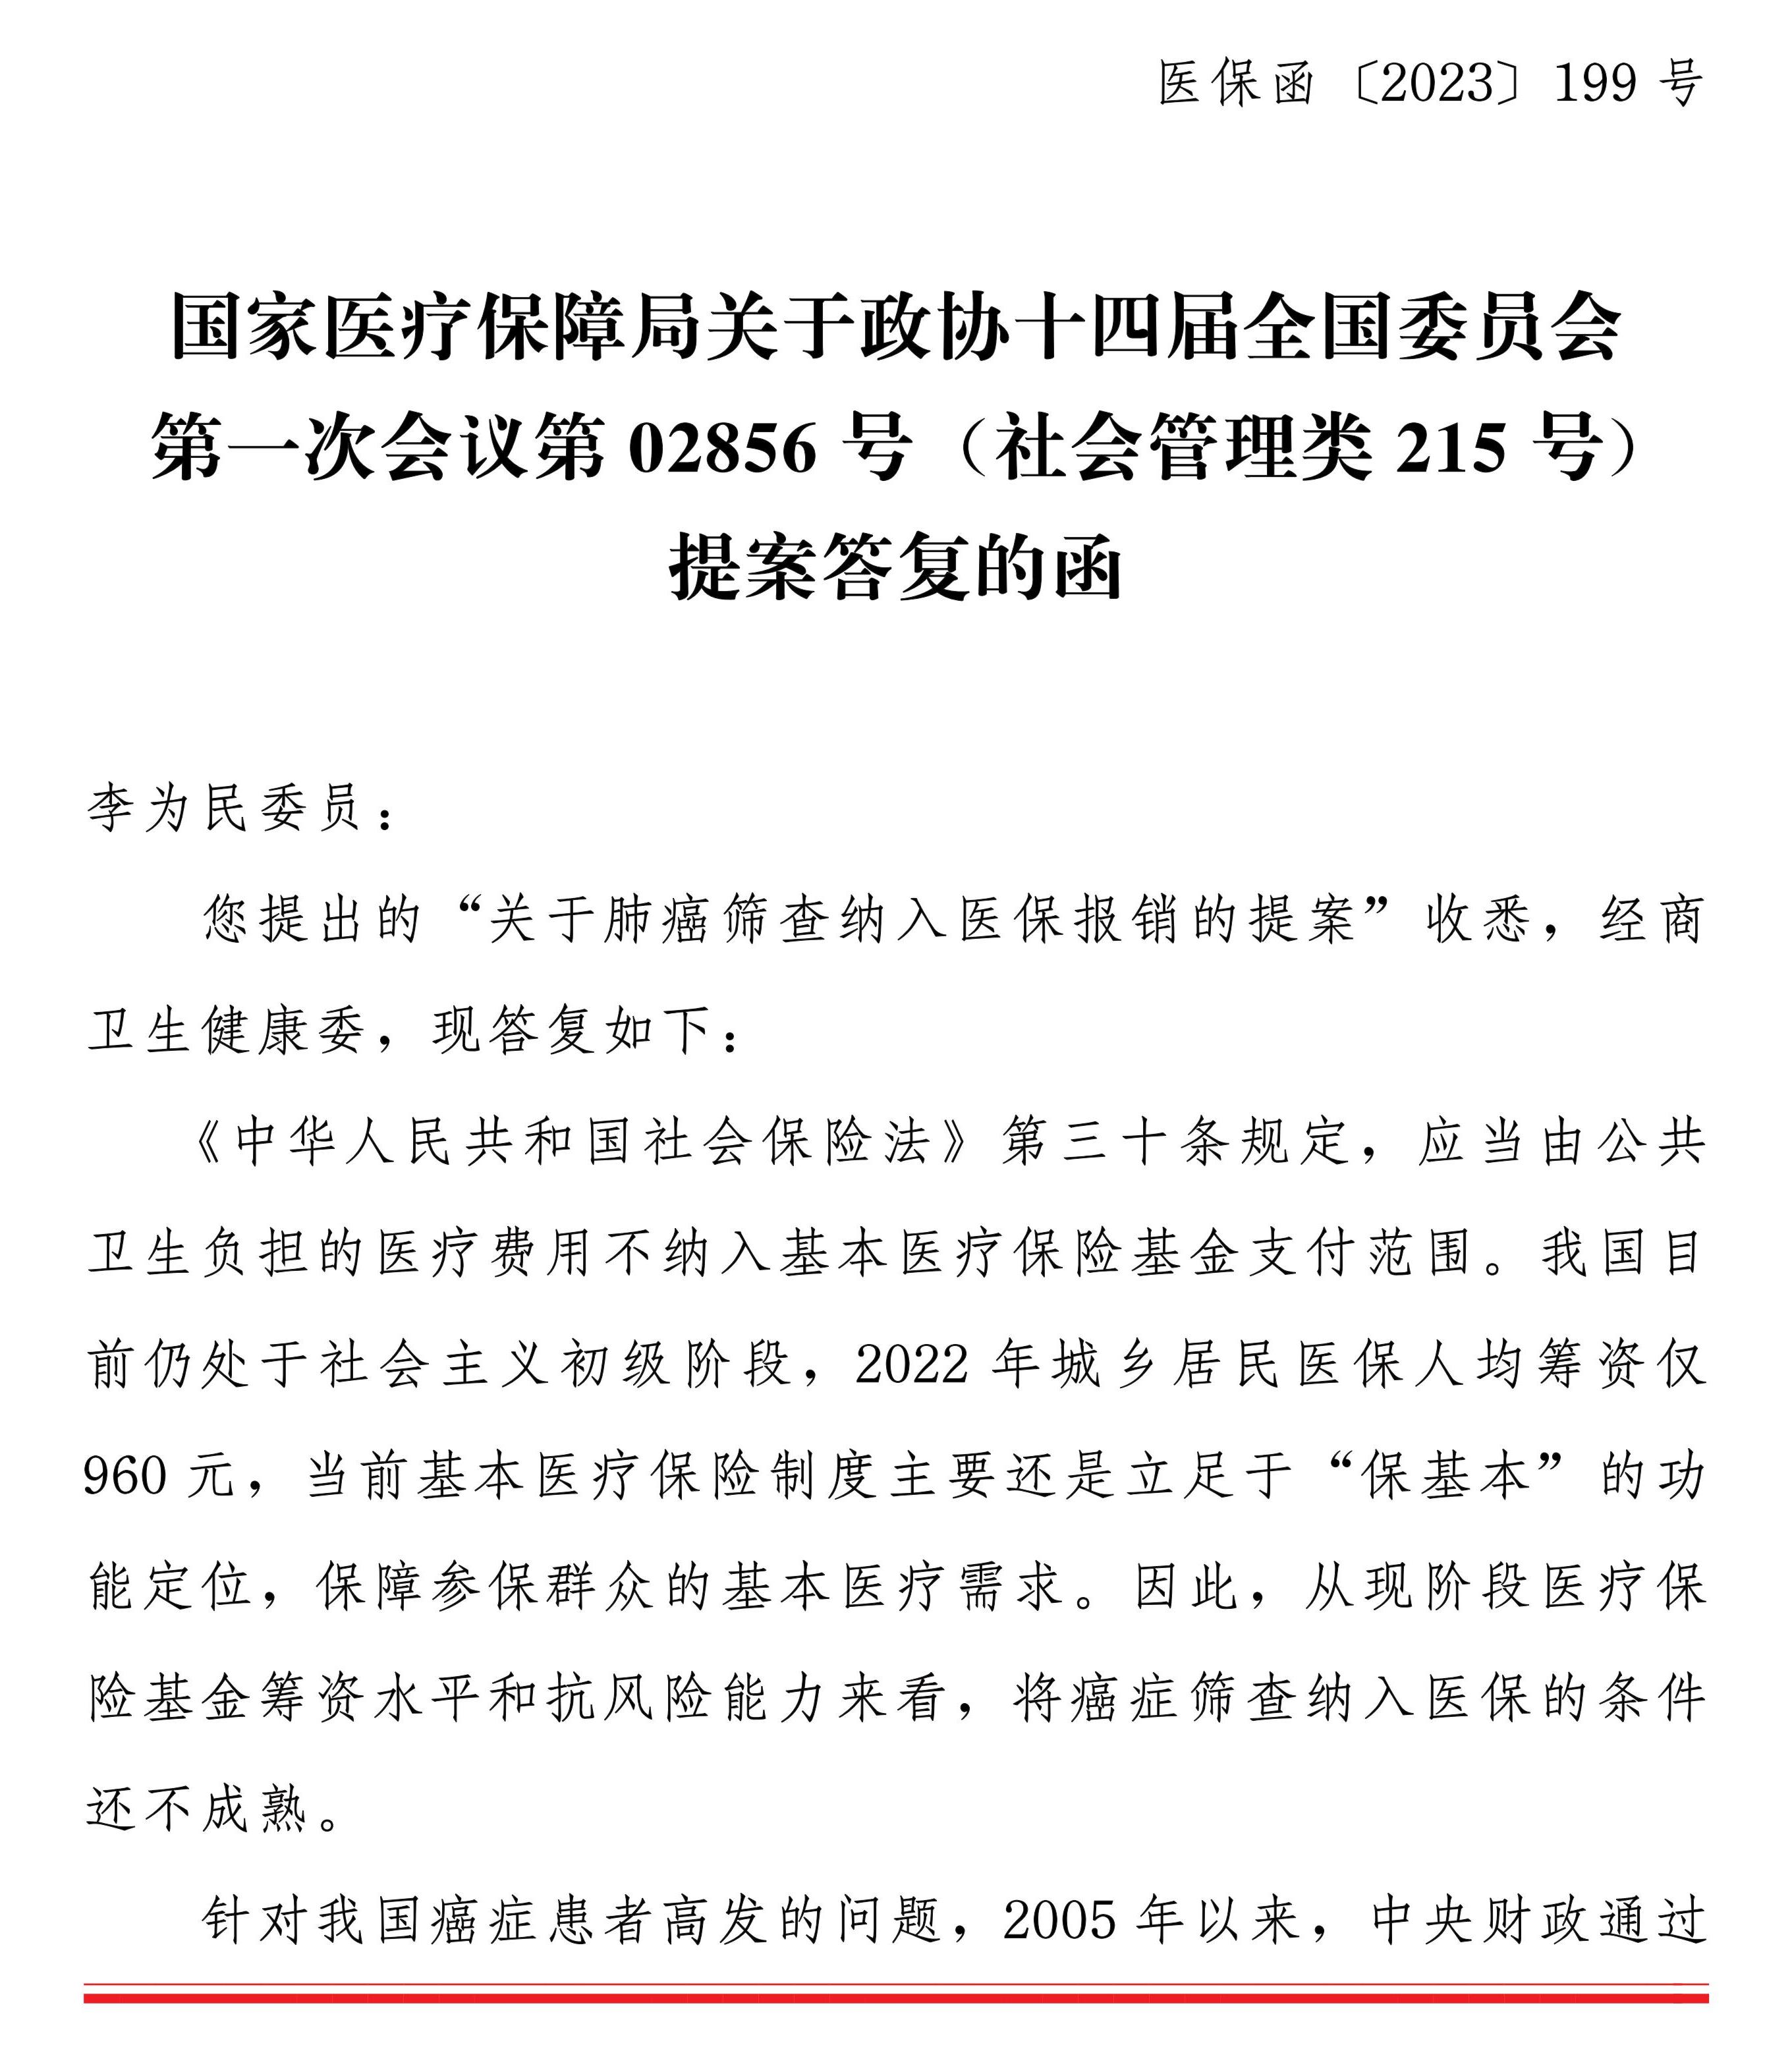 医保函〔2023〕199 号
国家医疗保障局关于政协十四届全国委员会
第一次会议第 02856 号（社会管理类 215 号）
提案答复的函
李为民委员：
您提出的“关于肺癌筛查纳入医保报销的提案”收悉，经商
卫生健康委，现答复如下：
《中华人民共和国社会保险法》第三十条规定，应当由公共
卫生负担的医疗费用不纳入基本医疗保险基金支付范围。我国目
前仍处于社会主义初级阶段，2022 年城乡居民医保人均筹资仅
960 元，当前基本医疗保险制度主要还是立足于“保基本”的功
能定位，保障参保群众的基本医疗需求。因此，从现阶段医疗保
险基金筹资水平和抗风险能力来看，将癌症筛查纳入医保的条件
还不成熟。
针对我国癌症患者高发的问题，2005 年以来，中央财政通过